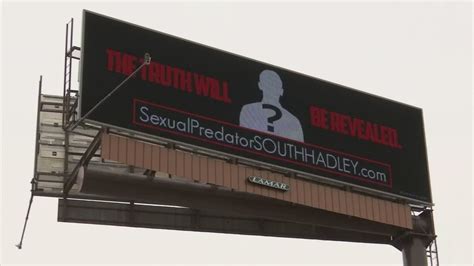 THE TRUTH WILL
?
BE REVEALED.
SexualPredatorSOUTHHADLEY.com
LAMAR